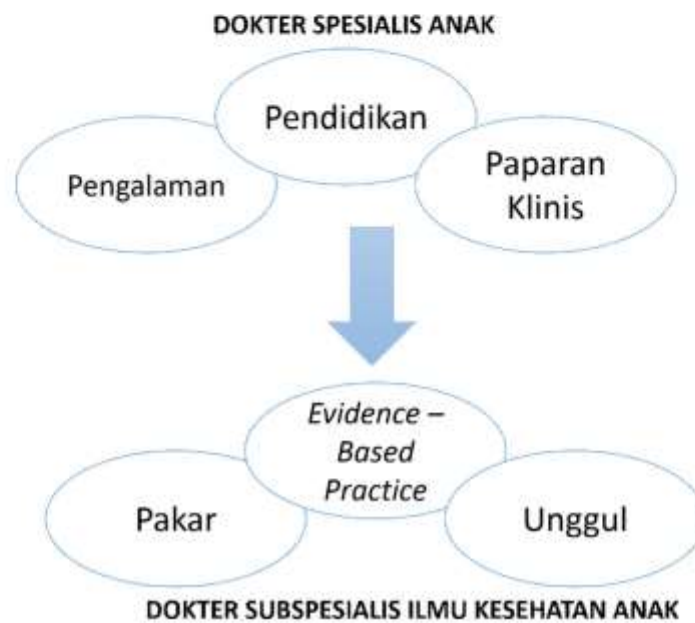 DOKTER SPESIALIS ANAK
Pendidikan
Pengalaman
Paparan
Klinis
Evidence –
Based
Practice
Pakar
Unggul
DOKTER SUBSPESIALIS ILMU KESEHATAN ANAK